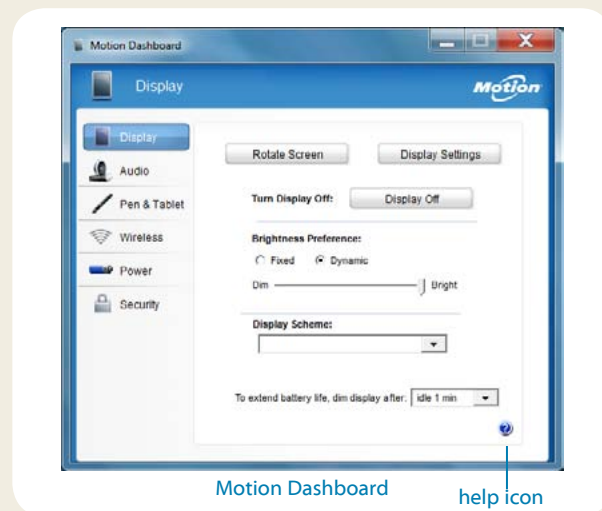 Motion Dashboard
Display
Motion
Display
Audio
Pen & Tablet
Wireless
Power
Security
Rotate Screen Display Settings
Turn Display Off: Display Off
Brightness Preference:
Fixed Dynamic
Dim Bright
Display Scheme:
To extend battery life, dim display after: idle 1 min
?
Motion Dashboard
help icon